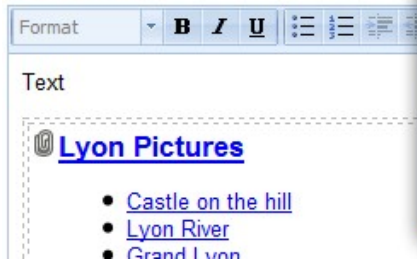 Format B I U
Text
Lyon Pictures
Castle on the hill
Lyon River
Grand Lyon